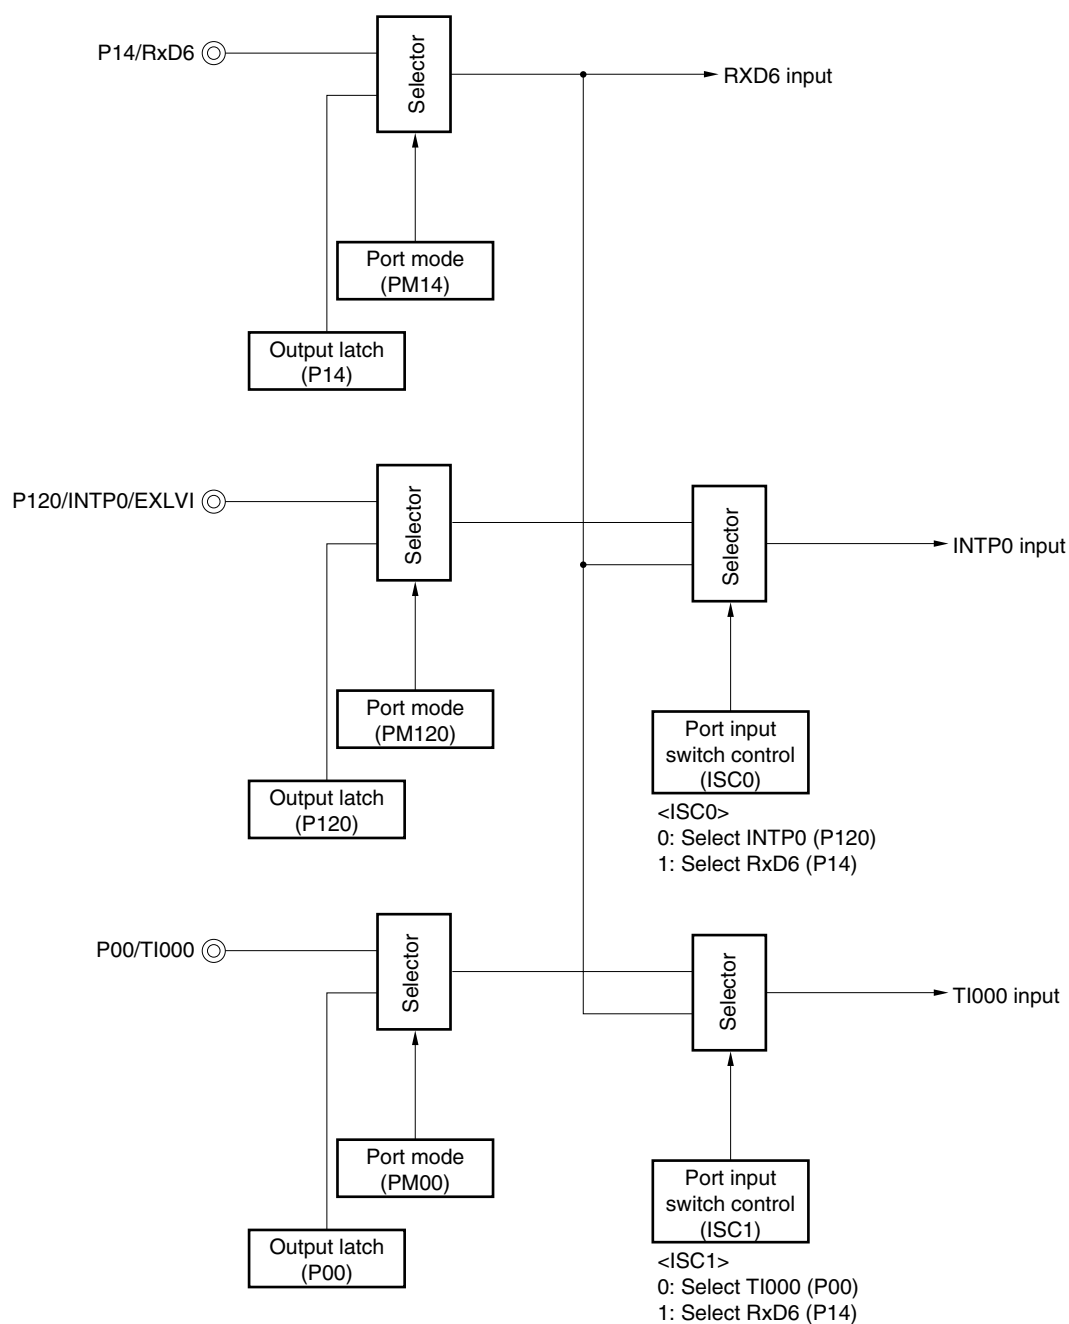 P14/RxD6
Selector
RXD6 input
Port mode
(PM14)
Output latch
(P14)
P120/INTP0/EXLVI
Selector
Selector
INTP0 input
Port mode
(PM120)
Port input
switch control
(ISC0)
Output latch
(P120)
<ISC0>
0: Select INTP0 (P120)
1: Select RxD6 (P14)
P00/TI000
Selector
Selector
TI000 input
Port mode
(PM00)
Port input
switch control
(ISC1)
Output latch
(P00)
<ISC1>
0: Select TI000 (P00)
1: Select RxD6 (P14)